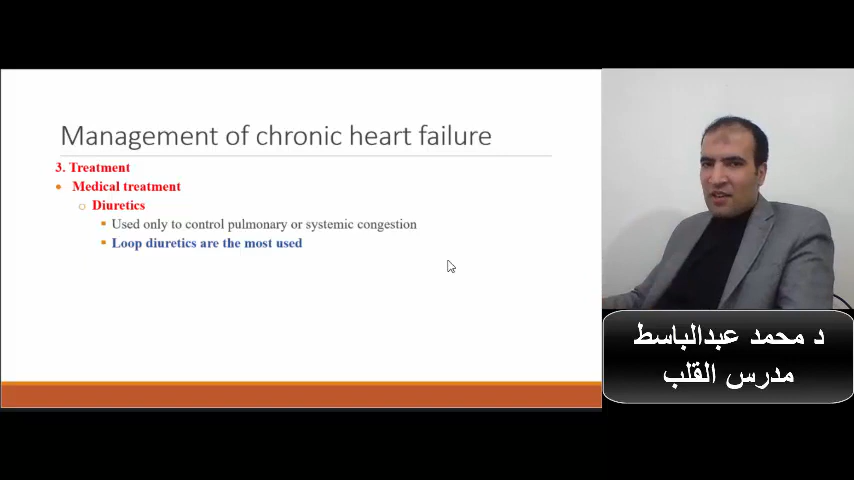 Management of chronic heart failure
3. Treatment
Medical treatment
Diuretics
Used only to control pulmonary or systemic congestion
Loop diuretics are the most used
د محمد عبدالباسط
مدرس القلب